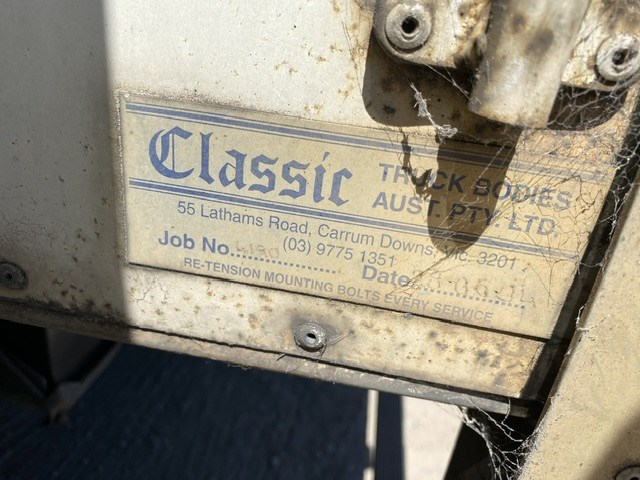 Classic TRUCK BODIES
AUST. PTY. LTD.
55 Lathams Road, Carrum Downs, Vic. 3201
(03) 9775 1351
Job No. Date
RE-TENSION MOUNTING BOLTS EVERY SERVICE